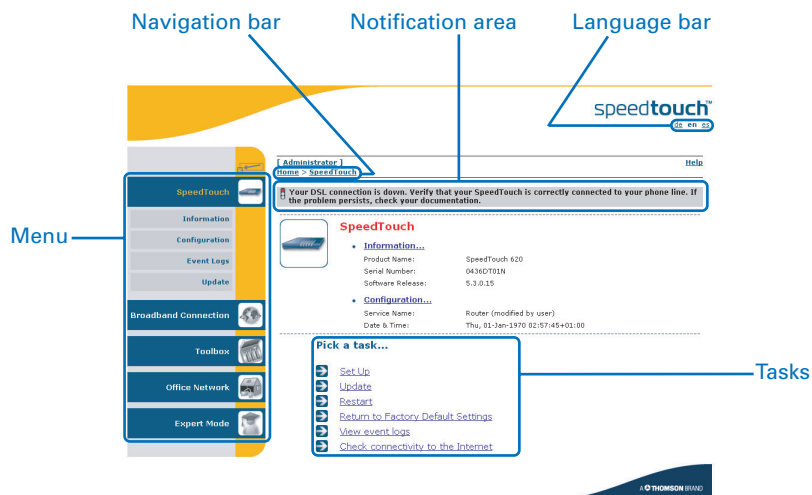 Navigation bar
Notification area
Language bar
speedtouch™
de en es
[ Administrator ]
Help
Home > SpeedTouch
Your DSL connection is down. Verify that your SpeedTouch is correctly connected to your phone line. If
the problem persists, check your documentation.
Menu
SpeedTouch
Information
Configuration
Event Logs
Update
Broadband Connection
Toolbox
Office Network
Expert Mode
SpeedTouch
• Information...
Product Name: SpeedTouch 620
Serial Number: 0436DT01N
Software Release: 5.3.0.15
• Configuration...
Service Name: Router (modified by user)
Date & Time: Thu, 01-Jan-1970 02:57:45+01:00
Pick a task...
Set Up
Update
Restart
Return to Factory Default Settings
View event logs
Check connectivity to the Internet
Tasks
A THOMSON BRAND